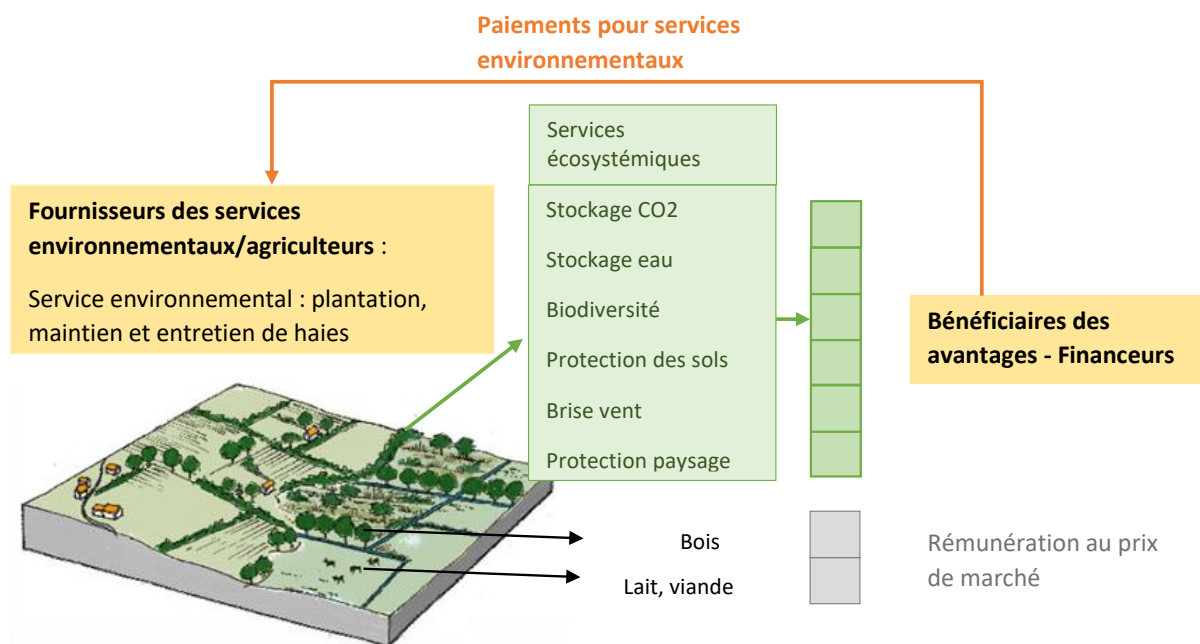 Paiements pour services
environnementaux
Services
écosystémiques
Fournisseurs des services
environnementaux/agriculteurs :
Service environnemental : plantation,
maintien et entretien de haies
Stockage CO2
Stockage eau
Biodiversité
Protection des sols
Brise vent
Protection paysage
Bénéficiaires des
avantages - Financeurs
Bois
Lait, viande
Rémunération au prix
de marché